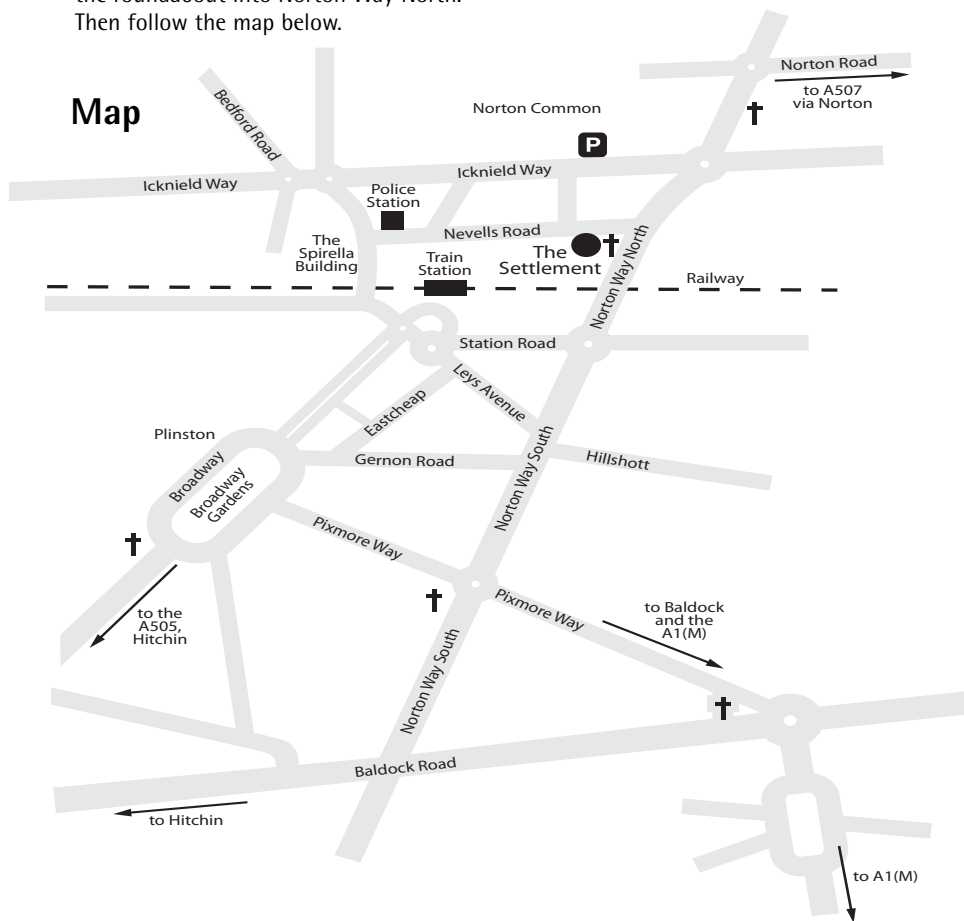 the roundabout into Norton Way North.
Then follow the map below.
Map
Norton Road
to A507
via Norton
Norton Common
P
Bedford Road
Icknield Way
Icknield Way
Police
Station
Nevells Road
The
Spirella
Building
Train
Station
The
Settlement
Norton Way North
Railway
Station Road
Leys Avenue
Eastcheap
Plinston
Gernon Road
Hillshott
Broadway
Broadway
Gardens
Norton Way South
Pixmore Way
Pixmore Way
to the
A505,
Hitchin
to Baldock
and the
A1(M)
Norton Way South
Baldock Road
to Hitchin
to A1(M)